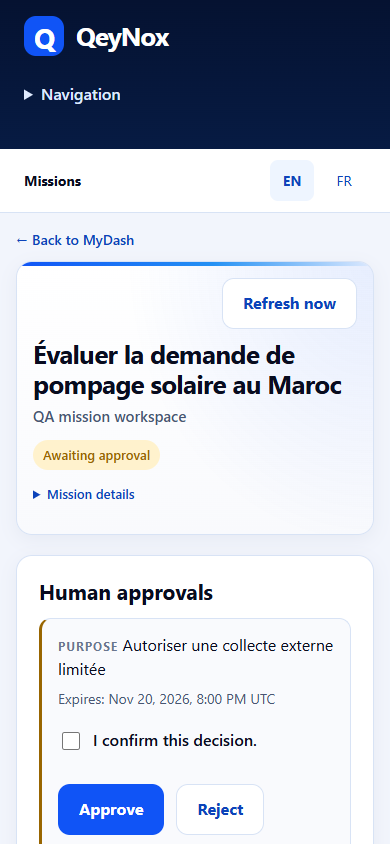 Q QeyNox
▶ Navigation
Missions EN FR
← Back to MyDash
Refresh now
Évaluer la demande de
pompage solaire au Maroc
QA mission workspace
Awaiting approval
▶ Mission details
Human approvals
PURPOSE Autoriser une collecte externe
limitée
Expires: Nov 20, 2026, 8:00 PM UTC
I confirm this decision.
Approve Reject